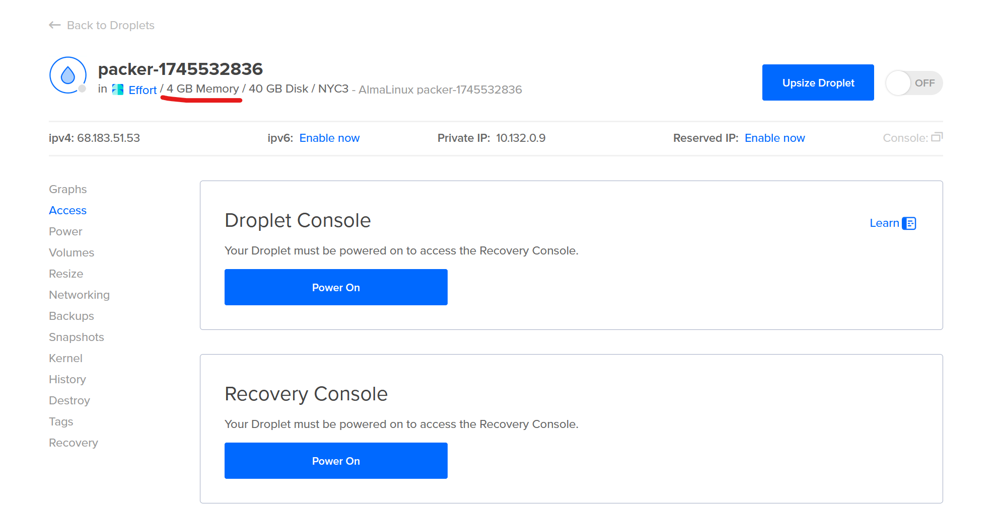 Back to Droplets
packer-1745532836
in Effort / 4 GB Memory / 40 GB Disk / NYC3 - AlmaLinux packer-1745532836
Upsize Droplet
OFF
ipv4: 68.183.51.53 ipv6: Enable now Private IP: 10.132.0.9 Reserved IP: Enable now Console:
Graphs
Access
Power
Volumes
Resize
Networking
Backups
Snapshots
Kernel
History
Destroy
Tags
Recovery
Droplet Console
Learn
Your Droplet must be powered on to access the Recovery Console.
Power On
Recovery Console
Your Droplet must be powered on to access the Recovery Console.
Power On